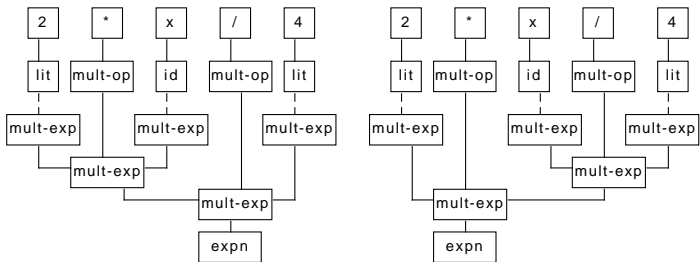 2 * x / 4 2 * x / 4
lit mult-op id mult-op lit lit mult-op id mult-op lit
mult-exp mult-exp mult-exp mult-exp mult-exp mult-exp
mult-exp mult-exp
mult-exp mult-exp
expn expn